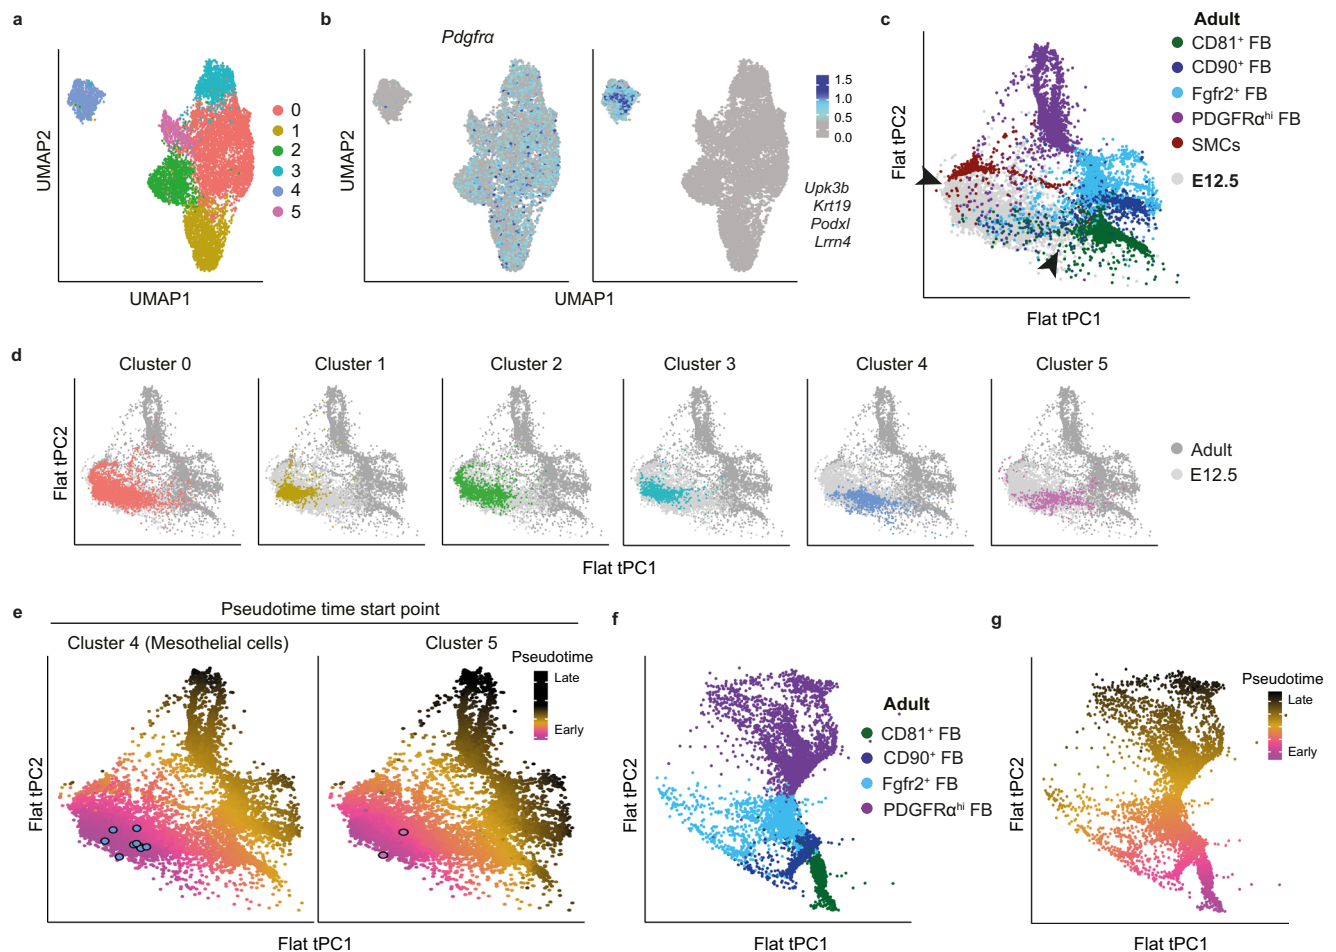 a
UMAP2
UMAP1
0
1
2
3
4
5
b
Pdgfrα
UMAP2
UMAP1
1.5
1.0
0.5
0.0
Upk3b
Krt19
Podxl
Lrrn4
c
Flat tPC2
Flat tPC1
Adult
CD81⁺ FB
CD90⁺ FB
Fgfr2⁺ FB
PDGFRαʰⁱ FB
SMCs
E12.5
d
Cluster 0
Cluster 1
Cluster 2
Cluster 3
Cluster 4
Cluster 5
Flat tPC2
Flat tPC1
Adult
E12.5
e
Pseudotime time start point
Cluster 4 (Mesothelial cells)
Cluster 5
Pseudotime
Late
Early
Flat tPC2
Flat tPC1
f
Flat tPC2
Flat tPC1
Adult
CD81⁺ FB
CD90⁺ FB
Fgfr2⁺ FB
PDGFRαʰⁱ FB
g
Flat tPC2
Flat tPC1
Pseudotime
Late
Early